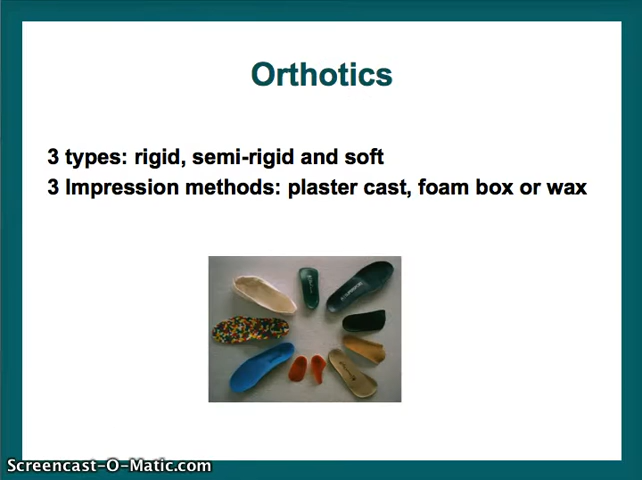 Orthotics
3 types: rigid, semi-rigid and soft
3 Impression methods: plaster cast, foam box or wax
Screencast-O-Matic.com